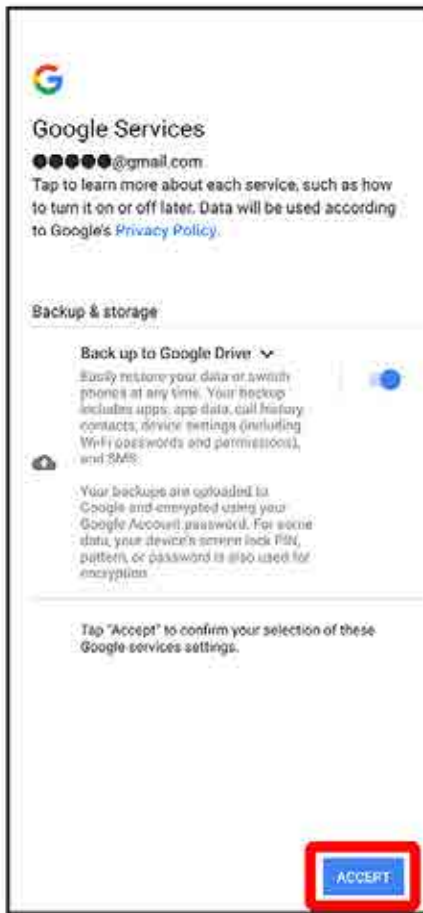 G
Google Services
●●●●●@gmail.com
Tap to learn more about each service, such as how
to turn it on or off later. Data will be used according
to Google's Privacy Policy.
Backup & storage
Back up to Google Drive
Easily restore your data or switch
phones at any time. Your backup
includes apps, app data, call history
contacts, device settings (including
Wi-Fi passwords and permissions),
and SMS
Your backups are uploaded to
Google and encrypted using your
Google Account password. For some
data, your device's screen lock PIN,
pattern, or password is also used for
encryption
Tap "Accept" to confirm your selection of these
Google services settings.
ACCEPT